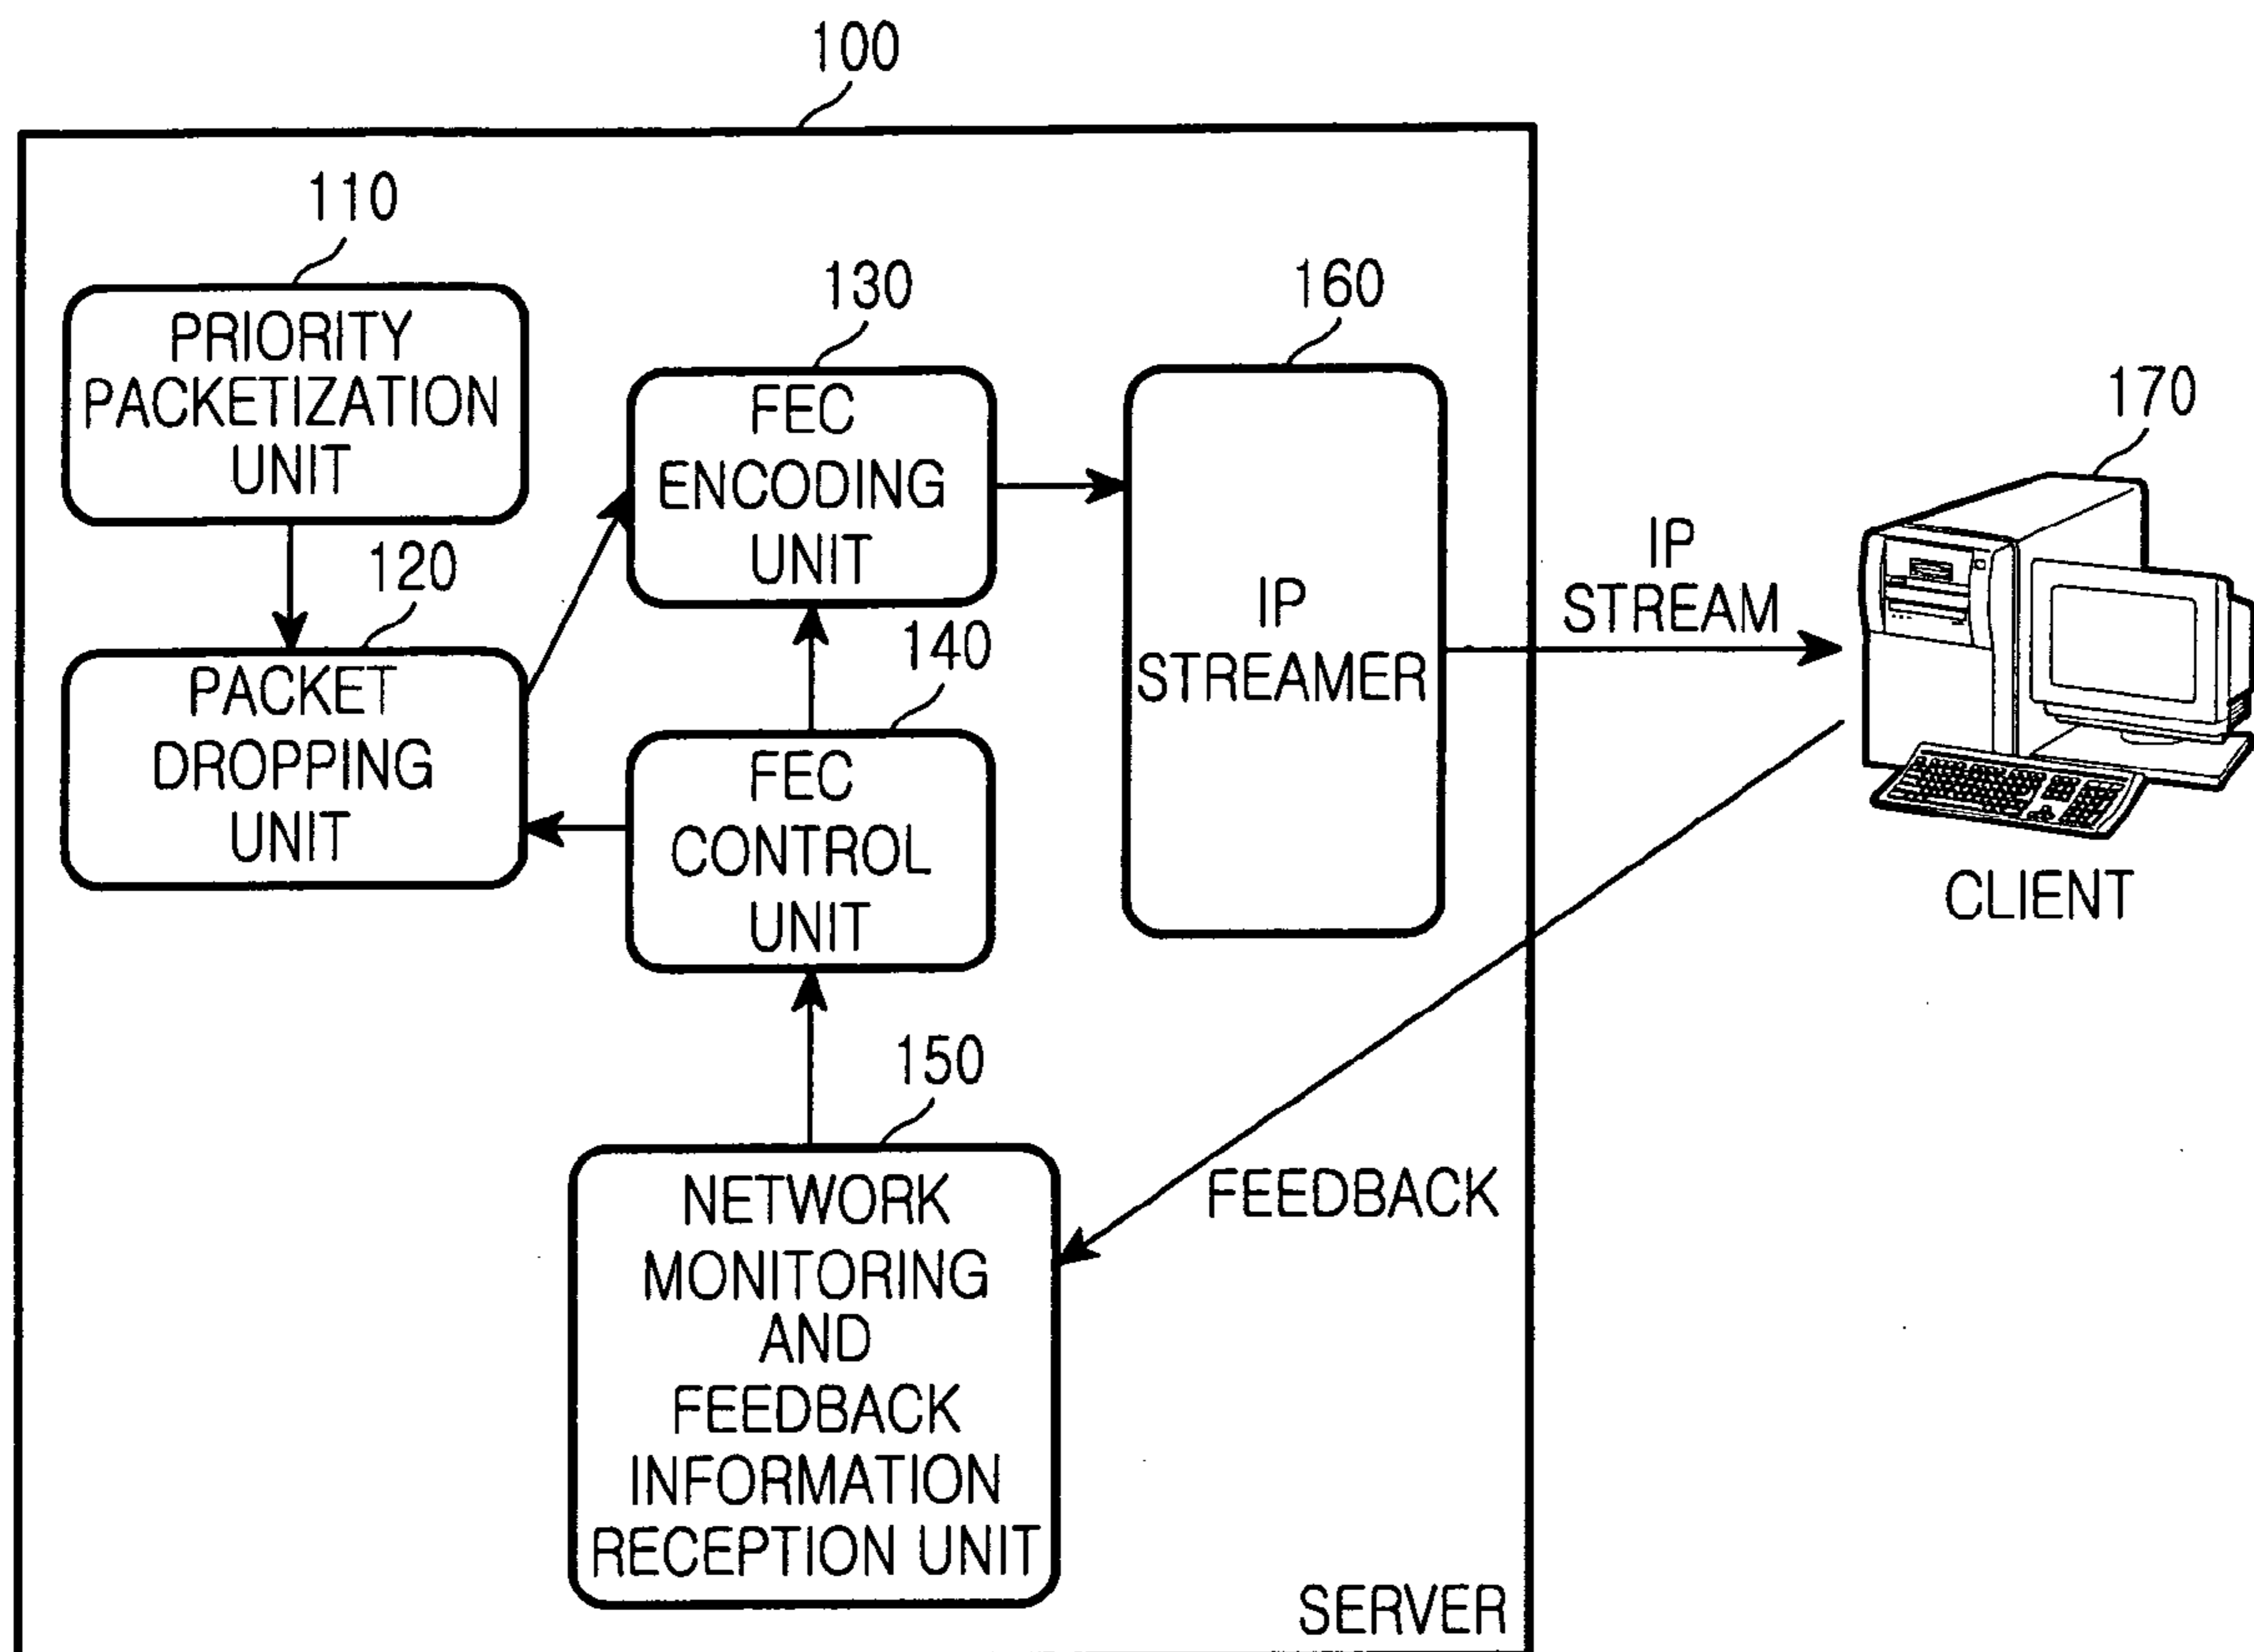 100
110
PRIORITY
PACKETIZATION
UNIT
120
PACKET
DROPPING
UNIT
130
FEC
ENCODING
UNIT
140
FEC
CONTROL
UNIT
150
NETWORK
MONITORING
AND
FEEDBACK
INFORMATION
RECEPTION UNIT
160
IP
STREAMER
IP
STREAM
170
CLIENT
FEEDBACK
SERVER